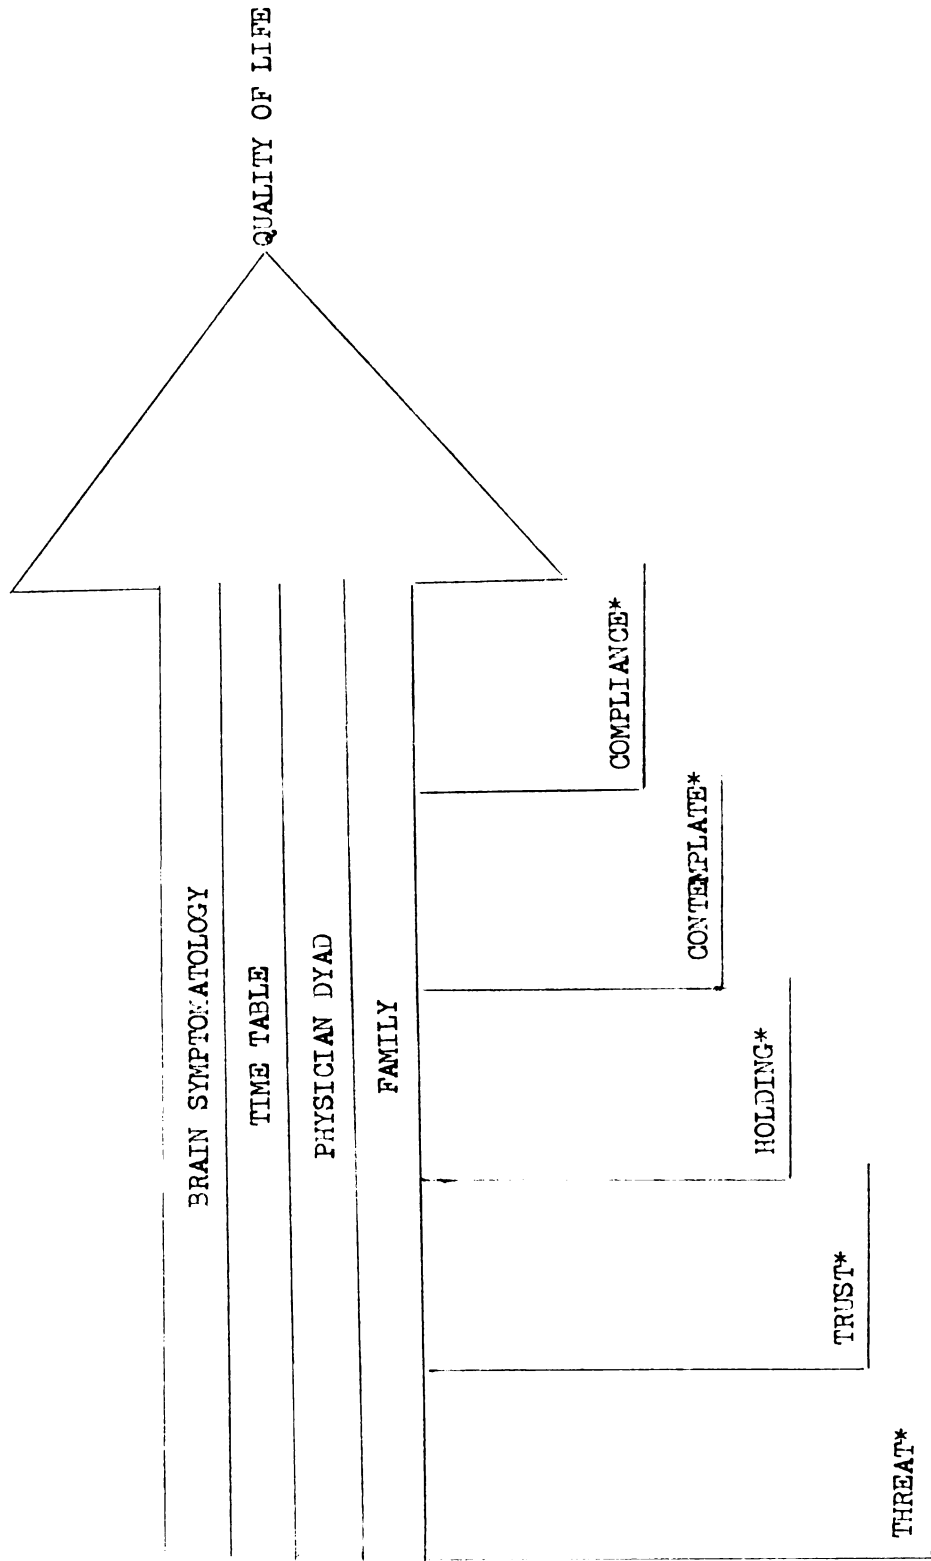 QUALITY OF LIFE
BRAIN SYMPTOMATOLOGY
TIME TABLE
PHYSICIAN DYAD
FAMILY
COMPLIANCE*
CONTEMPLATE*
HOLDING*
TRUST*
THREAT*